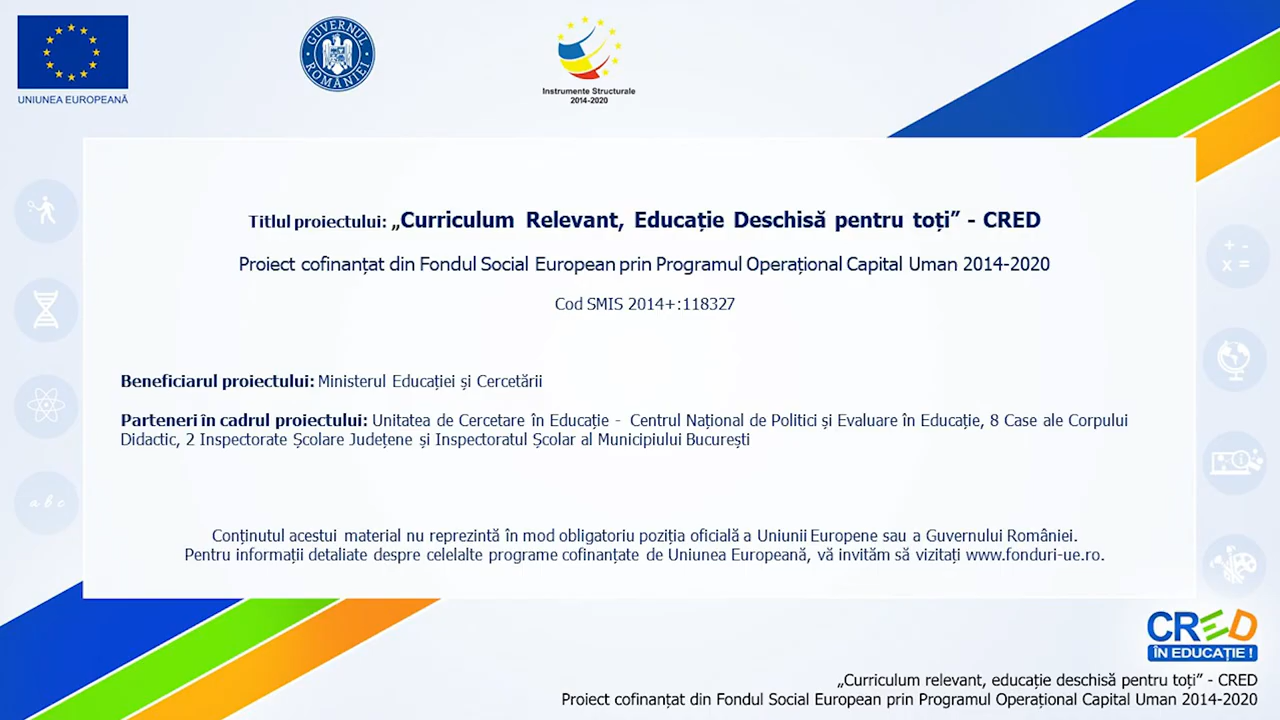 UNIUNEA EUROPEANĂ
GUVERNUL ROMÂNIEI
Instrumente Structurale
2014-2020
Titlul proiectului: „Curriculum Relevant, Educație Deschisă pentru toți” - CRED
Proiect cofinanțat din Fondul Social European prin Programul Operațional Capital Uman 2014-2020
Cod SMIS 2014+:118327
+ -
x =
Beneficiarul proiectului: Ministerul Educației și Cercetării
Parteneri în cadrul proiectului: Unitatea de Cercetare în Educație - Centrul Național de Politici și Evaluare în Educație, 8 Case ale Corpului
Didactic, 2 Inspectorate Școlare Județene și Inspectoratul Școlar al Municipiului București
a b c
Conținutul acestui material nu reprezintă în mod obligatoriu poziția oficială a Uniunii Europene sau a Guvernului României.
Pentru informații detaliate despre celelalte programe cofinanțate de Uniunea Europeană, vă invităm să vizitați www.fonduri-ue.ro.
CRED
ÎN EDUCAȚIE !
„Curriculum relevant, educație deschisă pentru toți” - CRED
Proiect cofinanțat din Fondul Social European prin Programul Operațional Capital Uman 2014-2020